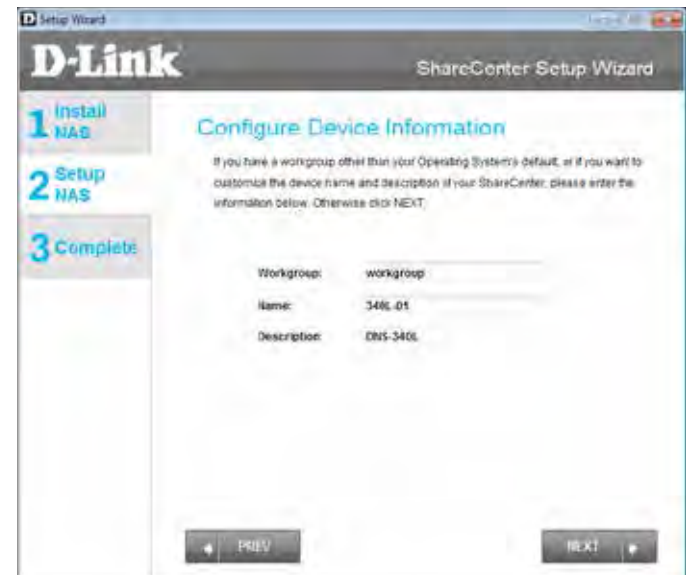 Setup Wizard
D-Link
ShareCenter Setup Wizard
1 Install
NAS
2 Setup
NAS
3 Complete
Configure Device Information
If you have a workgroup other than your Operating System's default, or if you want to
customize the device name and description of your ShareCenter, please enter the
information below. Otherwise click NEXT.
Workgroup: workgroup
Name: 340L-01
Description: DNS-340L
PREV
NEXT